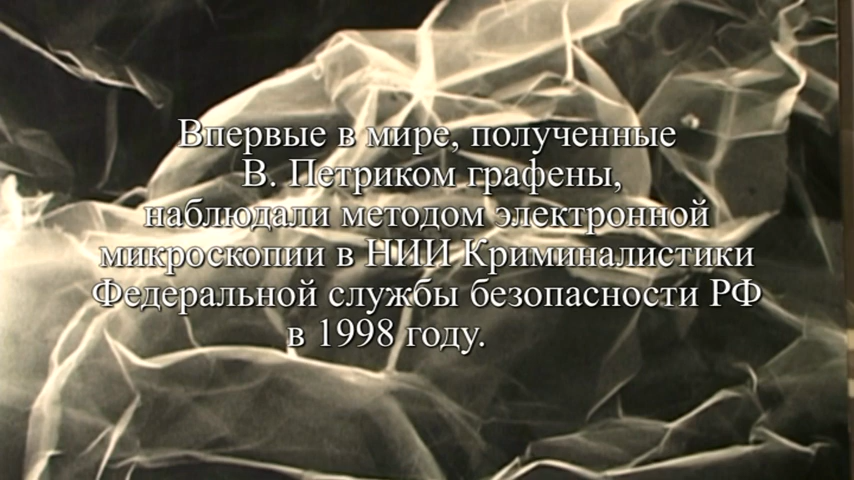 Впервые в мире, полученные
В. Петриком графены,
наблюдали методом электронной
микроскопии в НИИ Криминалистики
Федеральной службы безопасности РФ
в 1998 году.